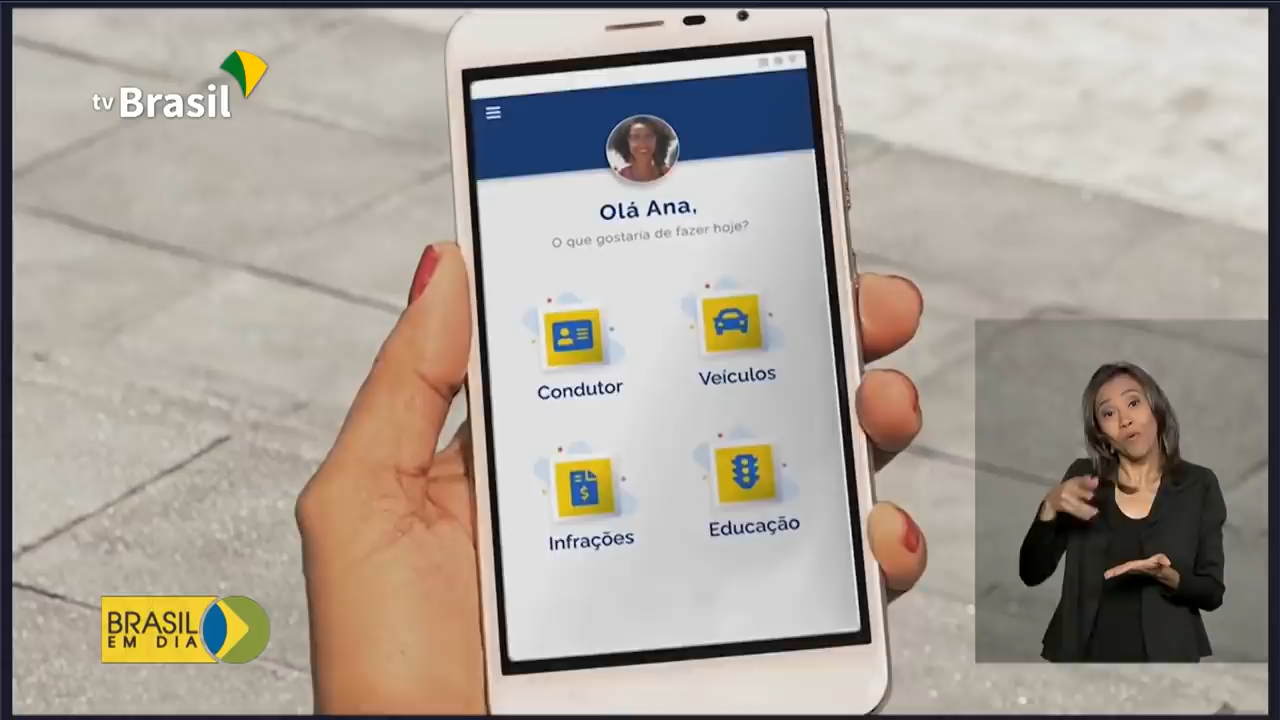 tv Brasil
Olá Ana,
O que gostaria de fazer hoje?
Condutor
Veículos
Infrações
Educação
BRASIL
EM DIA